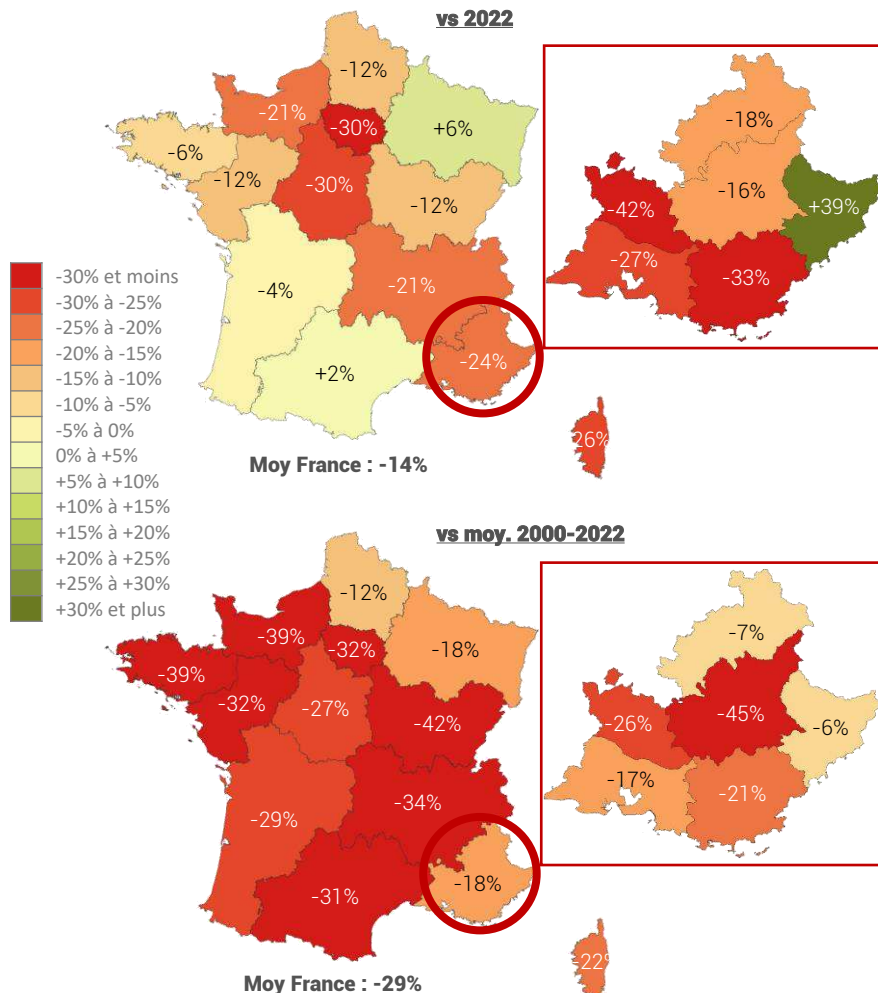 vs 2022
-12%
-21%
-30%
+6%
-6%
-12%
-30%
-12%
-4%
-21%
+2%
-24%
26%
Moy France : -14%
-18%
-16%
+39%
-42%
-27%
-33%
-30% et moins
-30% à -25%
-25% à -20%
-20% à -15%
-15% à -10%
-10% à -5%
-5% à 0%
0% à +5%
+5% à +10%
+10% à +15%
+15% à +20%
+20% à +25%
+25% à +30%
+30% et plus
vs moy. 2000-2022
-12%
-39%
-32%
-18%
-39%
-32%
-27%
-42%
-29%
-34%
-31%
-18%
-22%
Moy France : -29%
-7%
-45%
-6%
-26%
-17%
-21%